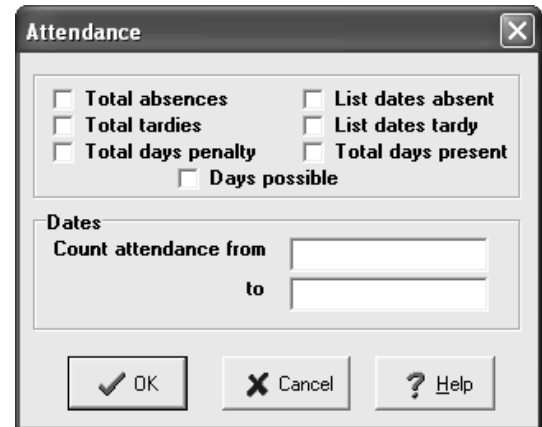 Attendance
Total absences List dates absent
Total tardies List dates tardy
Total days penalty Total days present
Days possible
Dates
Count attendance from
to
OK Cancel Help